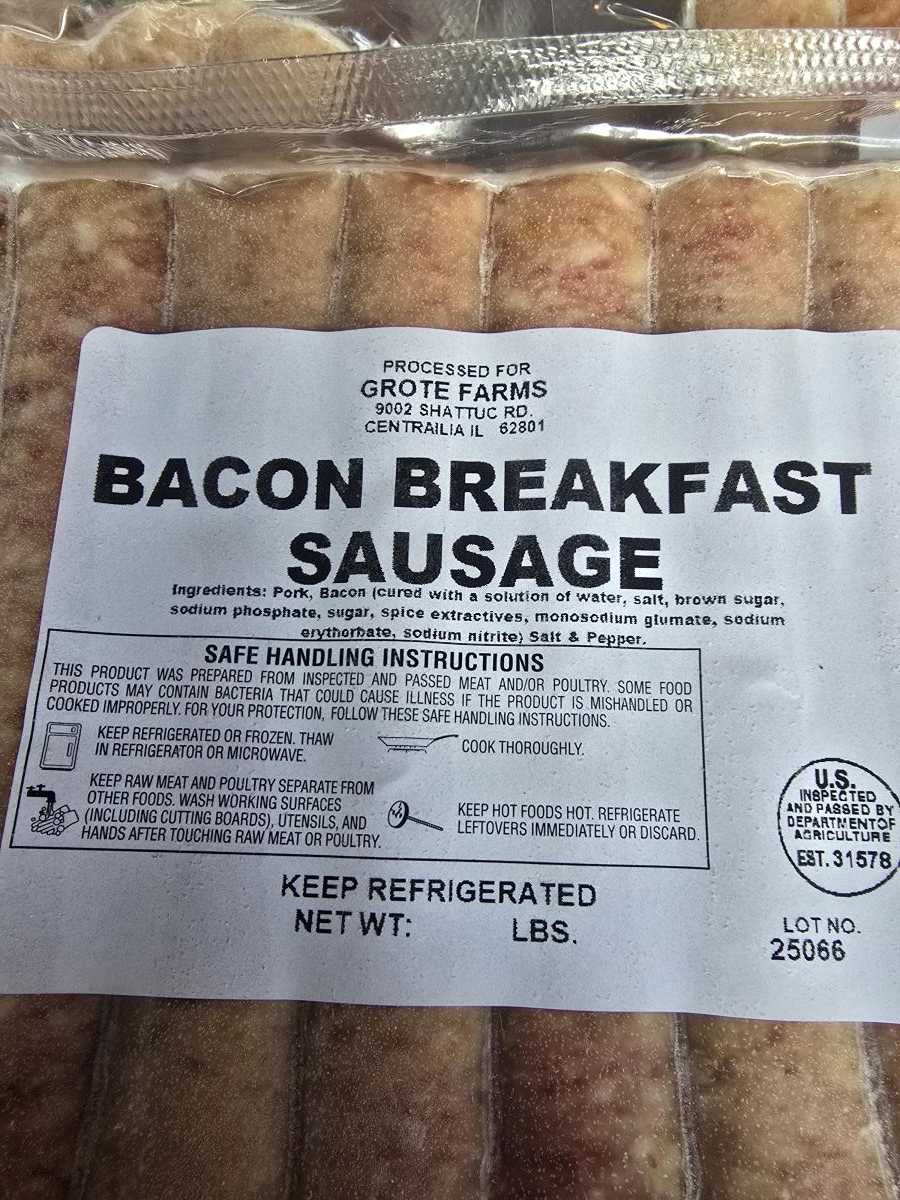 PROCESSED FOR
GROTE FARMS
9002 SHATTUC RD.
CENTRAILIA IL 62801
BACON BREAKFAST
SAUSAGE
Ingredients: Pork, Bacon (cured with a solution of water, salt, brown sugar,
sodium phosphate, sugar, spice extractives, monosodium glumate, sodium
erythorbate, sodium nitrite) Salt & Pepper.
SAFE HANDLING INSTRUCTIONS
THIS PRODUCT WAS PREPARED FROM INSPECTED AND PASSED MEAT AND/OR POULTRY. SOME FOOD
PRODUCTS MAY CONTAIN BACTERIA THAT COULD CAUSE ILLNESS IF THE PRODUCT IS MISHANDLED OR
COOKED IMPROPERLY. FOR YOUR PROTECTION, FOLLOW THESE SAFE HANDLING INSTRUCTIONS.
KEEP REFRIGERATED OR FROZEN. THAW
IN REFRIGERATOR OR MICROWAVE.
COOK THOROUGHLY.
KEEP RAW MEAT AND POULTRY SEPARATE FROM
OTHER FOODS. WASH WORKING SURFACES
(INCLUDING CUTTING BOARDS), UTENSILS, AND
HANDS AFTER TOUCHING RAW MEAT OR POULTRY.
KEEP HOT FOODS HOT. REFRIGERATE
LEFTOVERS IMMEDIATELY OR DISCARD.
U.S.
INSPECTED
AND PASSED BY
DEPARTMENT OF
AGRICULTURE
EST. 31578
KEEP REFRIGERATED
NET WT: LBS.
LOT NO.
25066